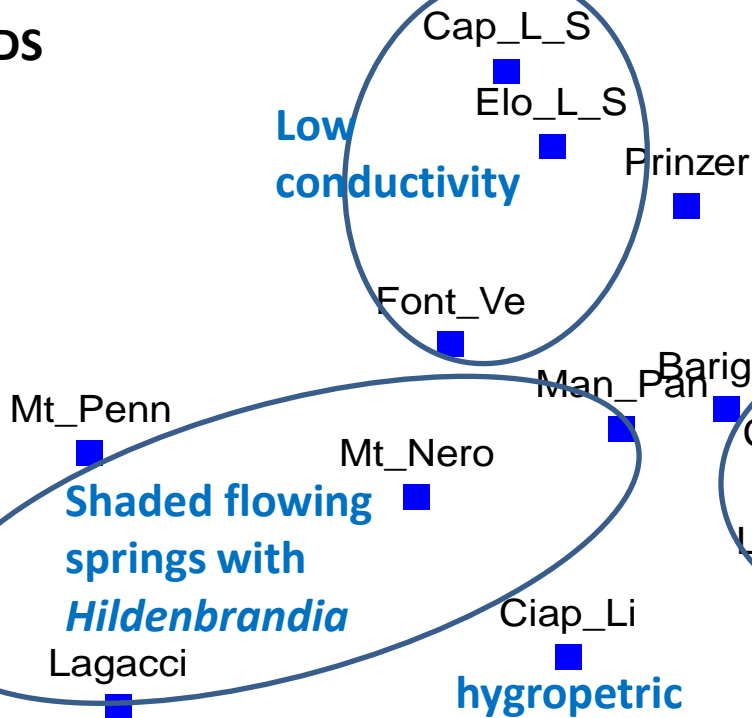 DS
Cap_L_S
Elo_L_S
Low
conductivity
Prinzer
Font_Ve
Man_Pan
Barig
Mt_Penn
Mt_Nero
Shaded flowing
springs with
Hildenbrandia
Ciap_Li
Lagacci
hygropetric